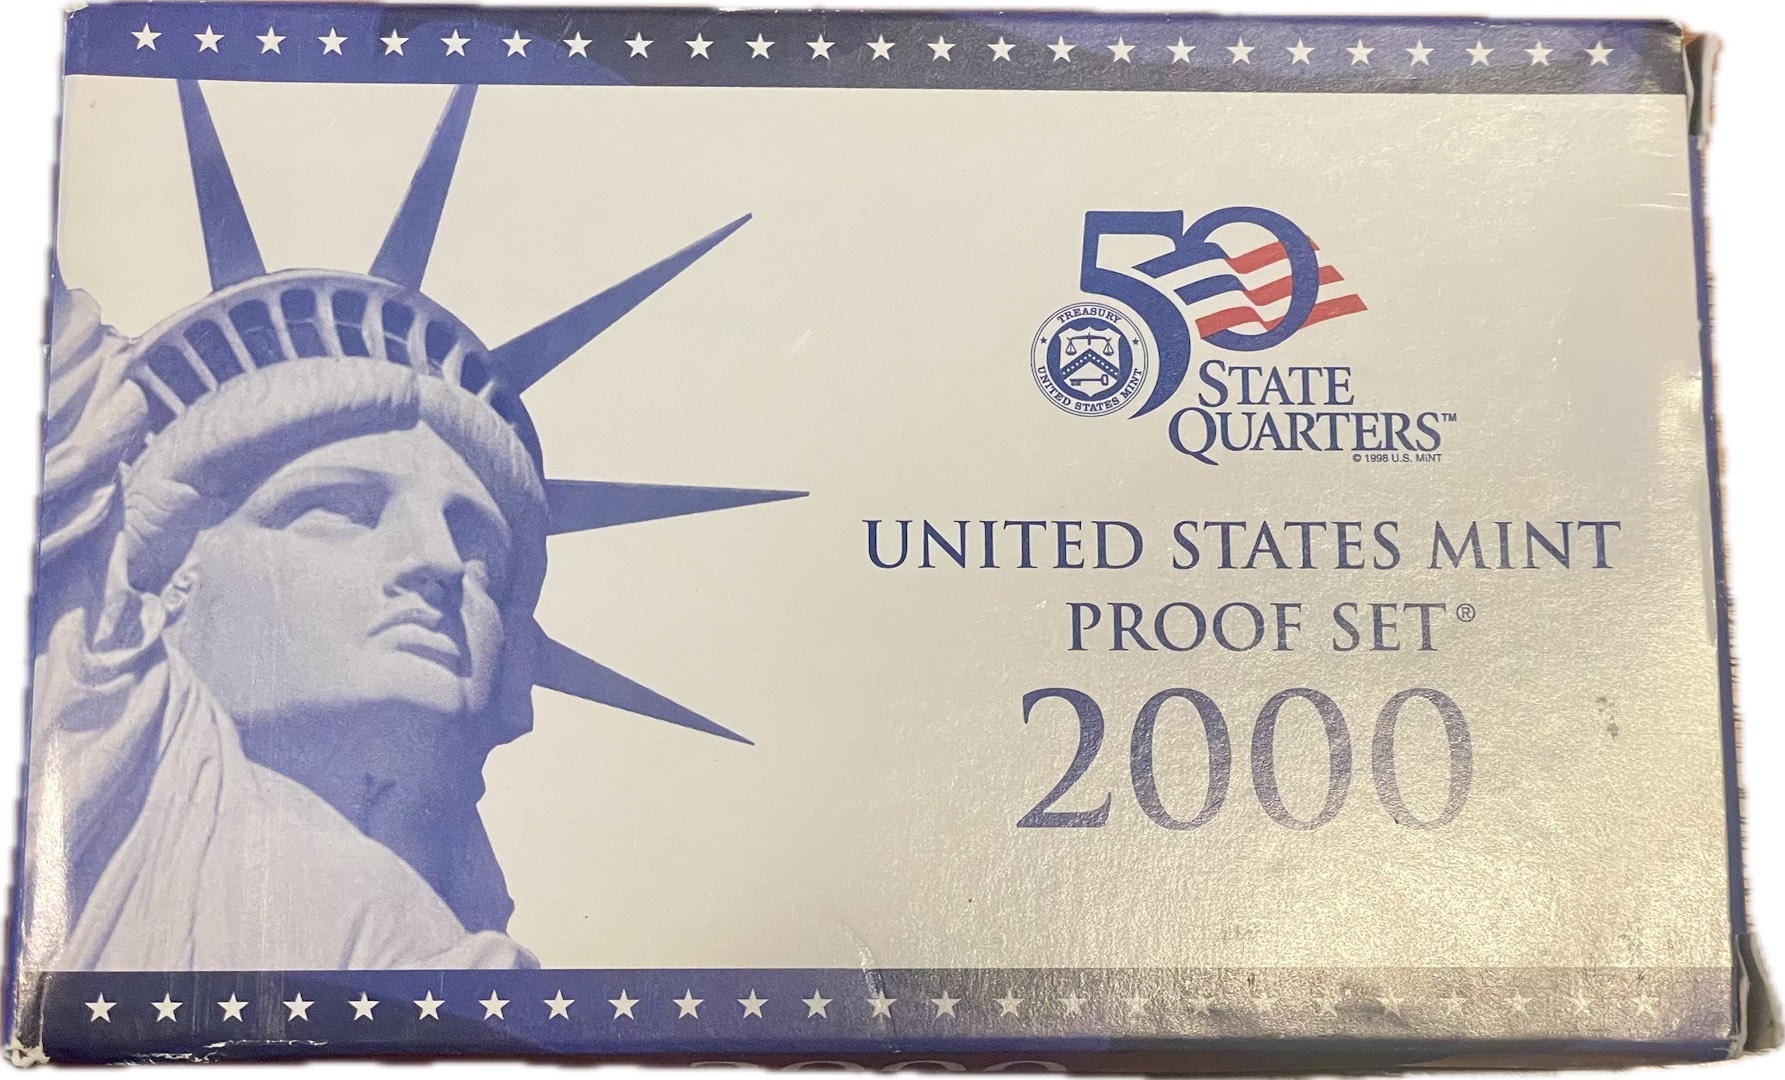 50
TREASURY
UNITED STATES MINT
STATE
QUARTERS™
© 1998 U.S. MINT
UNITED STATES MINT
PROOF SET®
2000